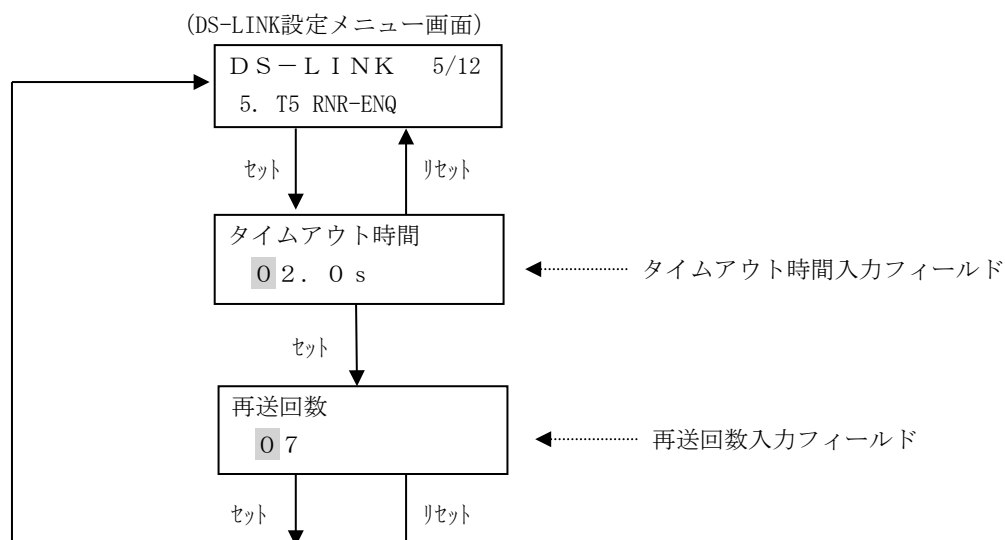 (DS-LINK設定メニュー画面)
DS-LINK 5/12
5. T5 RNR-ENQ
セット リセット
タイムアウト時間
02.0s
タイムアウト時間入力フィールド
セット
再送回数
07
再送回数入力フィールド
セット リセット